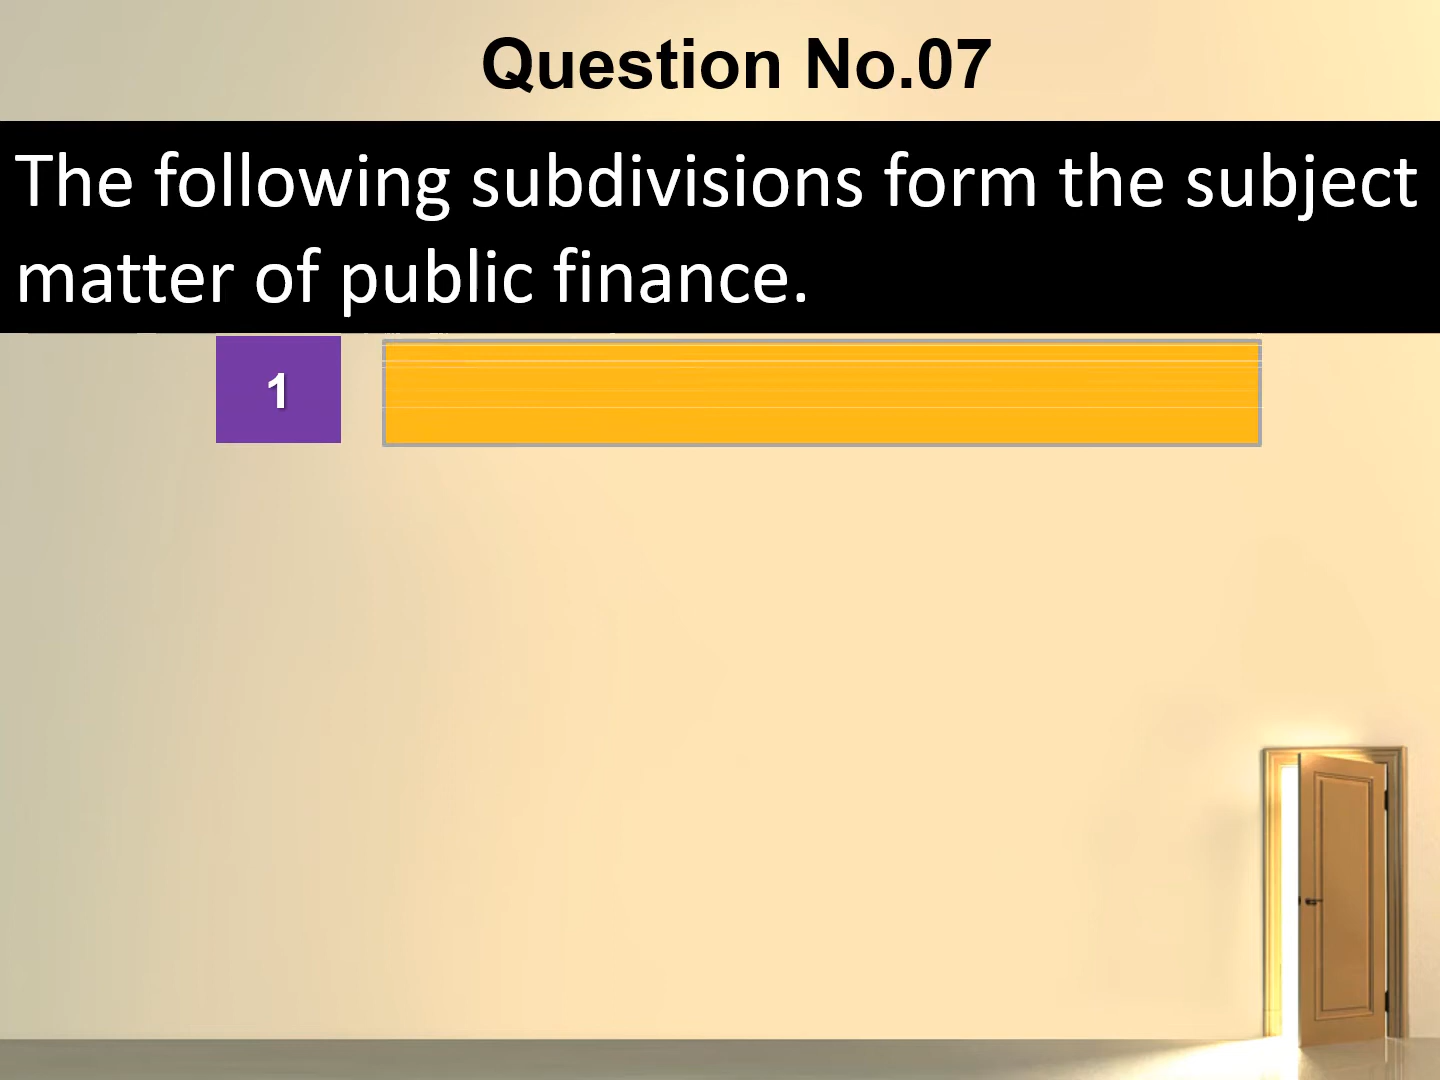 Question No.07
The following subdivisions form the subject
matter of public finance.
1